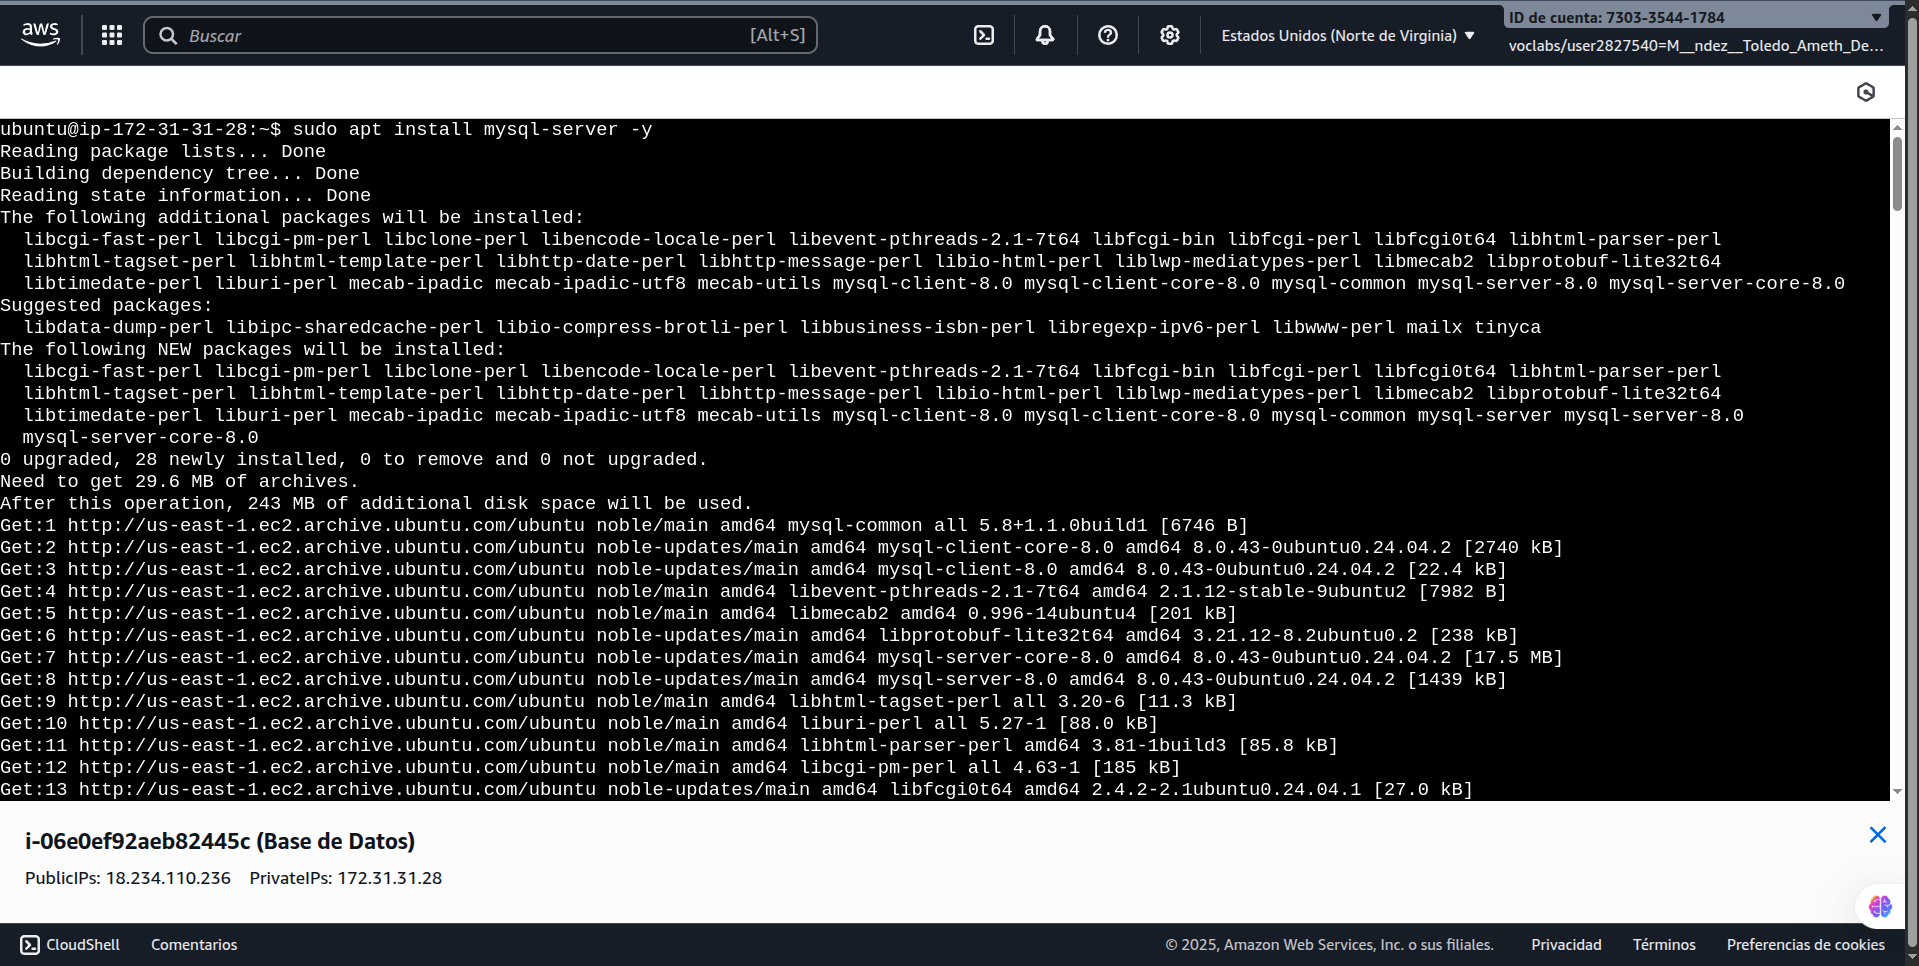 aws
Buscar
[Alt+S]
Estados Unidos (Norte de Virginia)
ID de cuenta: 7303-3544-1784
voclabs/user2827540=M__ndez__Toledo_Ameth_De...
ubuntu@ip-172-31-31-28:~$ sudo apt install mysql-server -y
Reading package lists... Done
Building dependency tree... Done
Reading state information... Done
The following additional packages will be installed:
  libcgi-fast-perl libcgi-pm-perl libclone-perl libencode-locale-perl libevent-pthreads-2.1-7t64 libfcgi-bin libfcgi-perl libfcgi0t64 libhtml-parser-perl
  libhtml-tagset-perl libhtml-template-perl libhttp-date-perl libhttp-message-perl libio-html-perl liblwp-mediatypes-perl libmecab2 libprotobuf-lite32t64
  libtimedate-perl liburi-perl mecab-ipadic mecab-ipadic-utf8 mecab-utils mysql-client-8.0 mysql-client-core-8.0 mysql-common mysql-server-8.0 mysql-server-core-8.0
Suggested packages:
  libdata-dump-perl libipc-sharedcache-perl libio-compress-brotli-perl libbusiness-isbn-perl libregexp-ipv6-perl libwww-perl mailx tinyca
The following NEW packages will be installed:
  libcgi-fast-perl libcgi-pm-perl libclone-perl libencode-locale-perl libevent-pthreads-2.1-7t64 libfcgi-bin libfcgi-perl libfcgi0t64 libhtml-parser-perl
  libhtml-tagset-perl libhtml-template-perl libhttp-date-perl libhttp-message-perl libio-html-perl liblwp-mediatypes-perl libmecab2 libprotobuf-lite32t64
  libtimedate-perl liburi-perl mecab-ipadic mecab-ipadic-utf8 mecab-utils mysql-client-8.0 mysql-client-core-8.0 mysql-common mysql-server mysql-server-8.0
  mysql-server-core-8.0
0 upgraded, 28 newly installed, 0 to remove and 0 not upgraded.
Need to get 29.6 MB of archives.
After this operation, 243 MB of additional disk space will be used.
Get:1 http://us-east-1.ec2.archive.ubuntu.com/ubuntu noble/main amd64 mysql-common all 5.8+1.1.0build1 [6746 B]
Get:2 http://us-east-1.ec2.archive.ubuntu.com/ubuntu noble-updates/main amd64 mysql-client-core-8.0 amd64 8.0.43-0ubuntu0.24.04.2 [2740 kB]
Get:3 http://us-east-1.ec2.archive.ubuntu.com/ubuntu noble-updates/main amd64 mysql-client-8.0 amd64 8.0.43-0ubuntu0.24.04.2 [22.4 kB]
Get:4 http://us-east-1.ec2.archive.ubuntu.com/ubuntu noble/main amd64 libevent-pthreads-2.1-7t64 amd64 2.1.12-stable-9ubuntu2 [7982 B]
Get:5 http://us-east-1.ec2.archive.ubuntu.com/ubuntu noble/main amd64 libmecab2 amd64 0.996-14ubuntu4 [201 kB]
Get:6 http://us-east-1.ec2.archive.ubuntu.com/ubuntu noble-updates/main amd64 libprotobuf-lite32t64 amd64 3.21.12-8.2ubuntu0.2 [238 kB]
Get:7 http://us-east-1.ec2.archive.ubuntu.com/ubuntu noble-updates/main amd64 mysql-server-core-8.0 amd64 8.0.43-0ubuntu0.24.04.2 [17.5 MB]
Get:8 http://us-east-1.ec2.archive.ubuntu.com/ubuntu noble-updates/main amd64 mysql-server-8.0 amd64 8.0.43-0ubuntu0.24.04.2 [1439 kB]
Get:9 http://us-east-1.ec2.archive.ubuntu.com/ubuntu noble/main amd64 libhtml-tagset-perl all 3.20-6 [11.3 kB]
Get:10 http://us-east-1.ec2.archive.ubuntu.com/ubuntu noble/main amd64 liburi-perl all 5.27-1 [88.0 kB]
Get:11 http://us-east-1.ec2.archive.ubuntu.com/ubuntu noble/main amd64 libhtml-parser-perl amd64 3.81-1build3 [85.8 kB]
Get:12 http://us-east-1.ec2.archive.ubuntu.com/ubuntu noble/main amd64 libcgi-pm-perl all 4.63-1 [185 kB]
Get:13 http://us-east-1.ec2.archive.ubuntu.com/ubuntu noble-updates/main amd64 libfcgi0t64 amd64 2.4.2-2.1ubuntu0.24.04.1 [27.0 kB]
i-06e0ef92aeb82445c (Base de Datos)
PublicIPs: 18.234.110.236 PrivateIPs: 172.31.31.28
CloudShell Comentarios © 2025, Amazon Web Services, Inc. o sus filiales. Privacidad Términos Preferencias de cookies